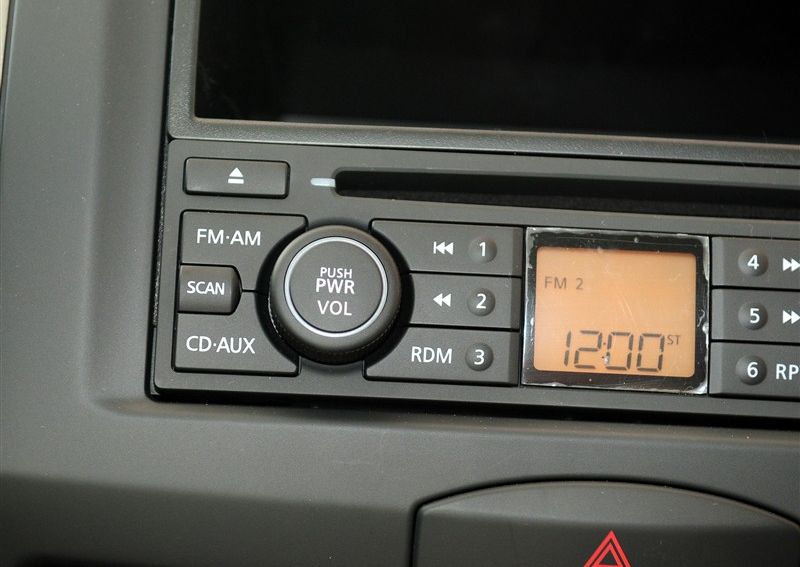 FM·AM
SCAN
CD·AUX
PUSH
PWR
VOL
1
2
RDM 3
FM 2
12:00 ST
4
5
6 RP